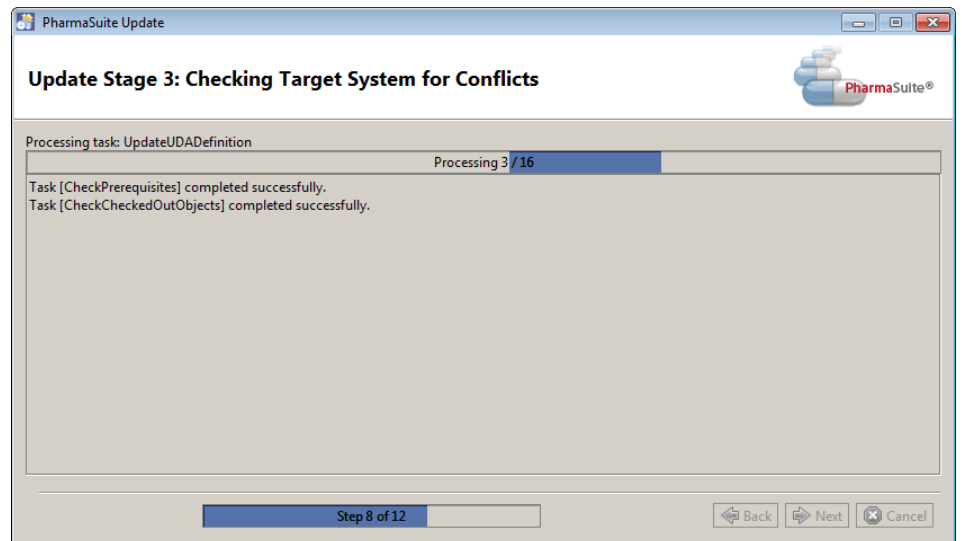 PharmaSuite Update
Update Stage 3: Checking Target System for Conflicts
PharmaSuite®
Processing task: UpdateUDADefinition
Processing 3 / 16
Task [CheckPrerequisites] completed successfully.
Task [CheckCheckedOutObjects] completed successfully.
Step 8 of 12
Back Next Cancel